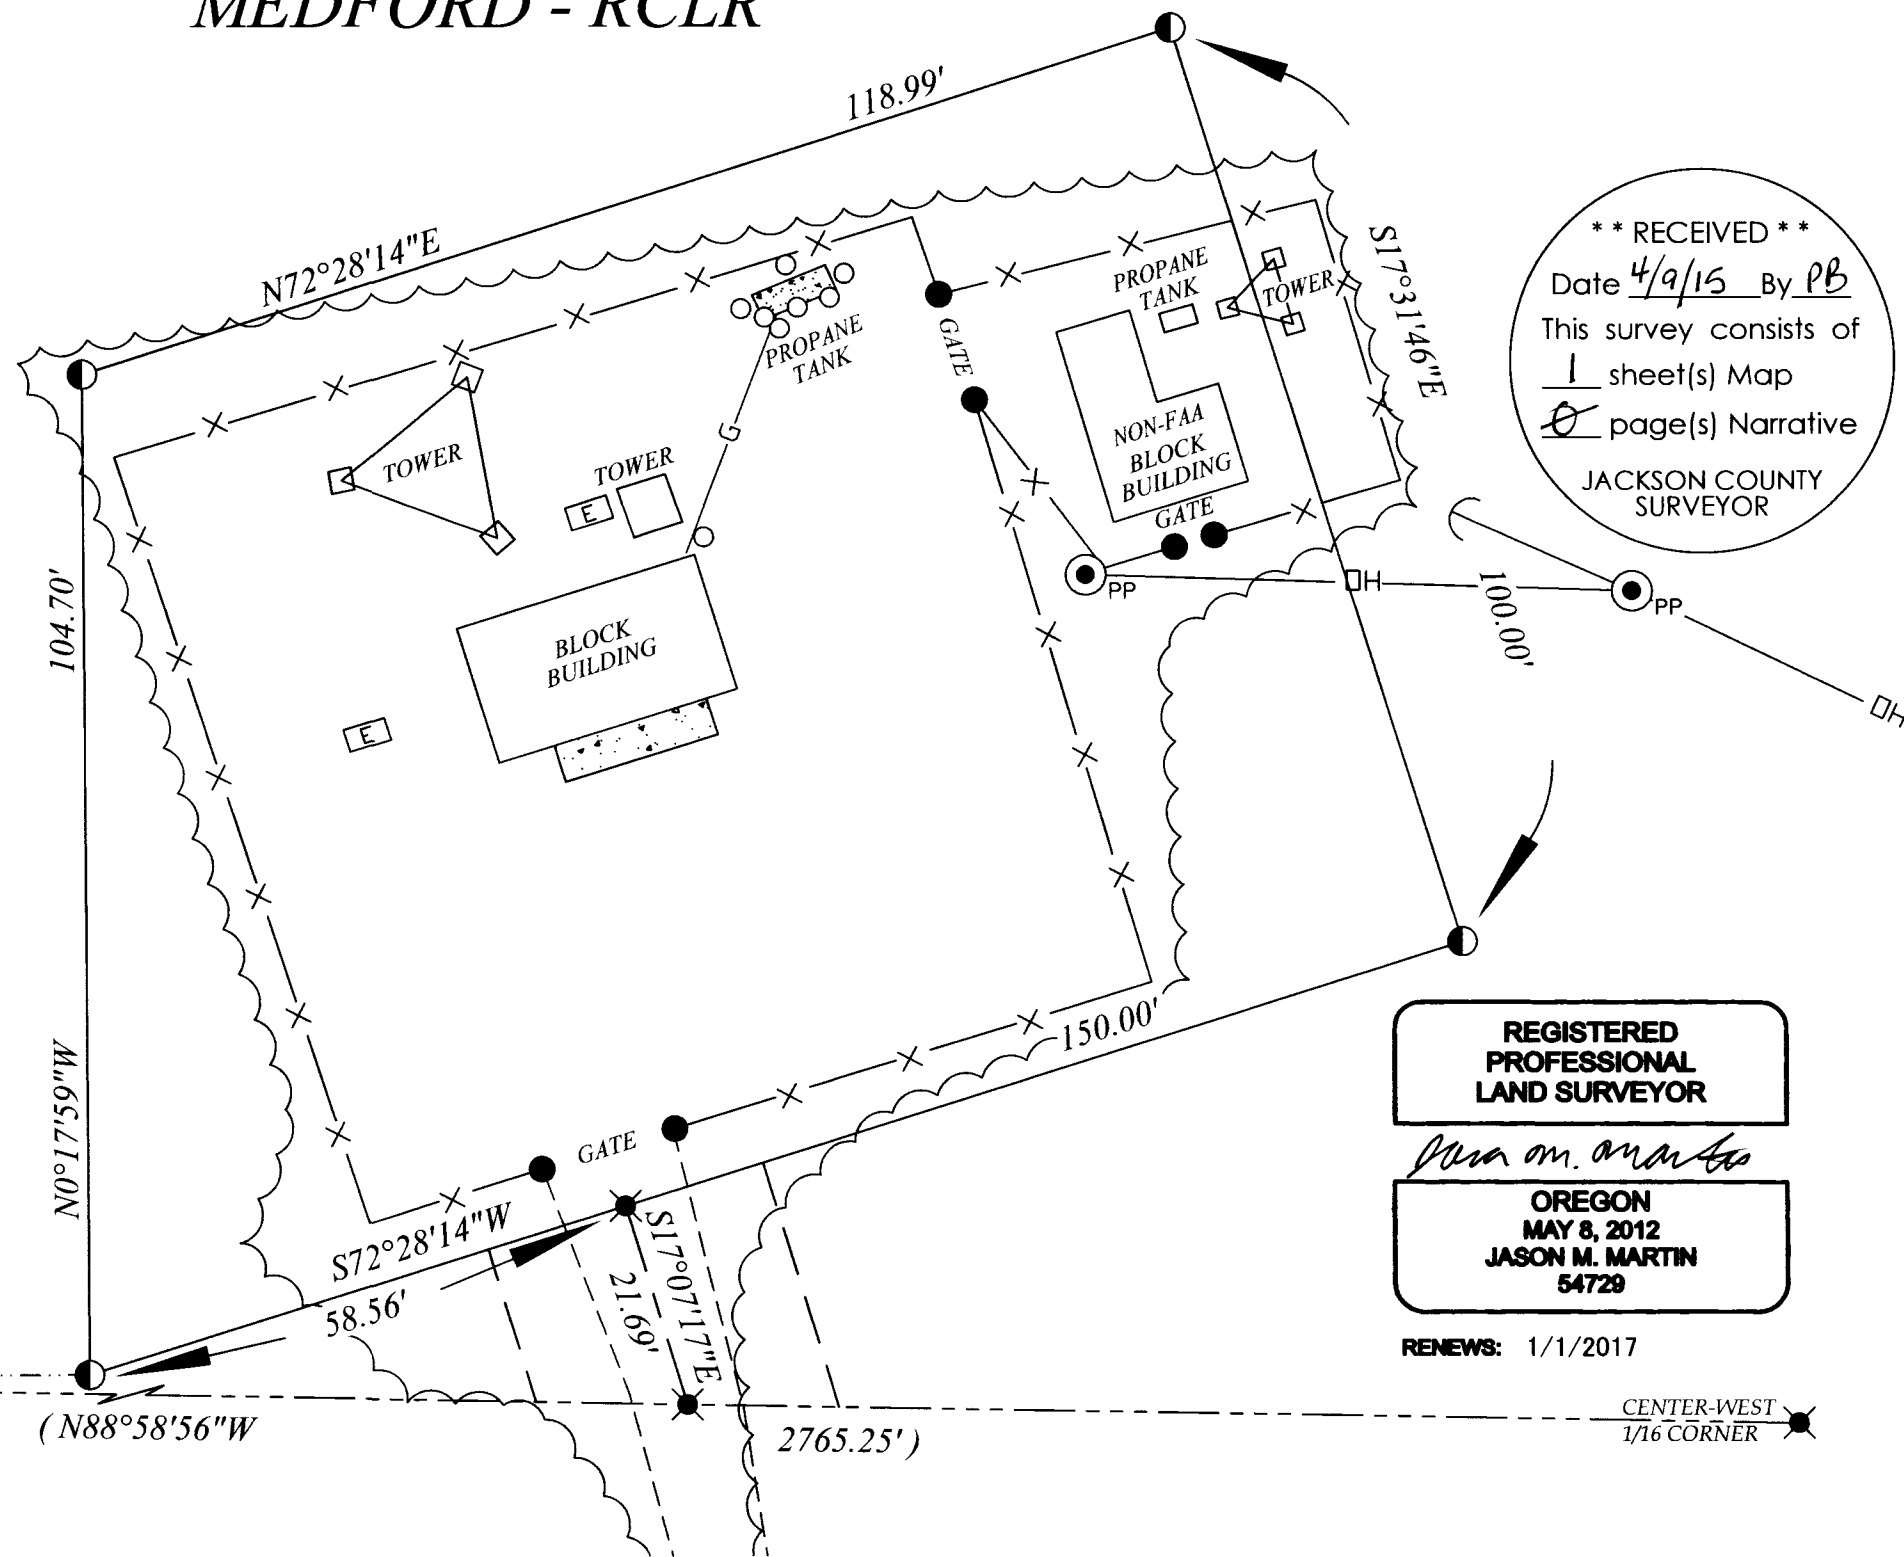 MEDFORD - RCLR
118.99'
N72°28'14"E
S17°31'46"E
** RECEIVED **
Date 4/9/15 By PB
This survey consists of
1 sheet(s) Map
0 page(s) Narrative
JACKSON COUNTY
SURVEYOR
PROPANE
TANK
TOWER
PROPANE
TANK
GATE
NON-FAA
BLOCK
BUILDING
GATE
TOWER
TOWER
E
G
PP
OH
PP
OH
100.00'
104.70'
BLOCK
BUILDING
E
N0°17'59"W
150.00'
GATE
S72°28'14"W
58.56'
S17°07'17"E
21.69'
REGISTERED
PROFESSIONAL
LAND SURVEYOR
OREGON
MAY 8, 2012
JASON M. MARTIN
54729
RENEWS: 1/1/2017
(N88°58'56"W
2765.25')
CENTER-WEST
1/16 CORNER